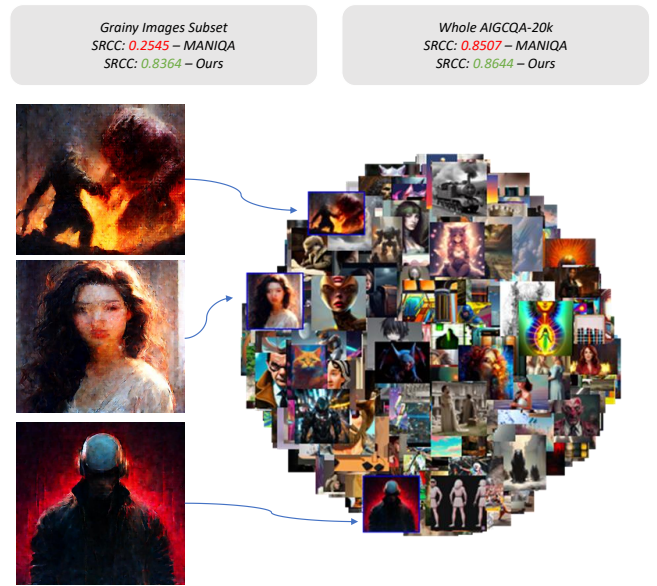 Grainy Images Subset
SRCC: 0.2545 – MANIQA
SRCC: 0.8364 – Ours
Whole AIGCQA-20k
SRCC: 0.8507 – MANIQA
SRCC: 0.8644 – Ours